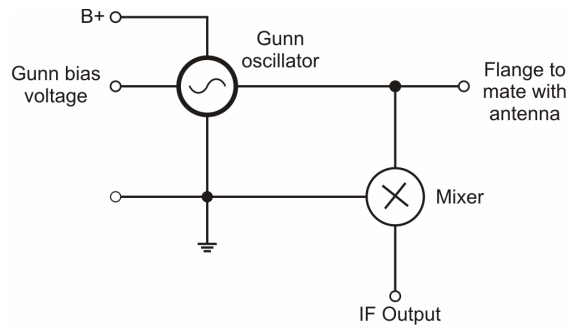 B+
Gunn
oscillator
Gunn bias
voltage
Flange to
mate with
antenna
Mixer
IF Output